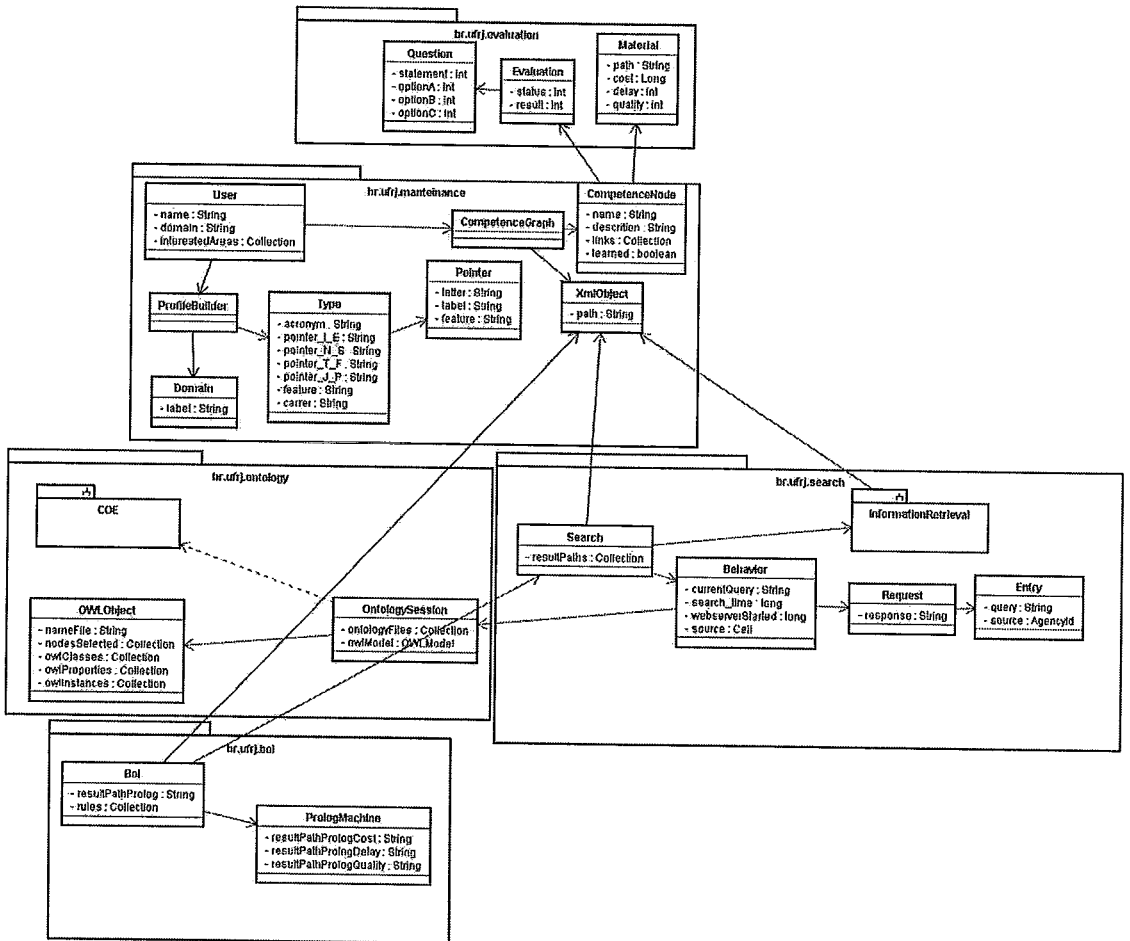 br.ufrj.evaluation
Question
- statement : int
- optionA : int
- optionB : int
- optionC : int
Evaluation
- status : int
- result : int
Material
- path : String
- cost : Long
- delay : int
- quality : int
br.ufrj.manteinance
User
- name : String
- domain : String
- interestedAreas : Collection
CompetenceGraph
CompetenceNode
- name : String
- descrition : String
- links : Collection
- learned : boolean
ProfileBuilder
Type
- acronym : String
- pointer_I_E : String
- pointer_N_S : String
- pointer_T_F : String
- pointer_J_P : String
- feature : String
- carrer : String
Pointer
- letter : String
- label : String
- feature : String
XmlObject
- path : String
Domain
- label : String
br.ufrj.ontology
COE
OWLObject
- nameFile : String
- nodesSelected : Collection
- owlClasses : Collection
- owlProperties : Collection
- owlInstances : Collection
OntologySession
- ontologyFiles : Collection
- owlModel : OWLModel
br.ufrj.search
InformationRetrieval
Search
- resultPaths : Collection
Behavior
- currentQuery : String
- search_time : long
- webserverStarted : long
- source : Cell
Request
- response : String
Entry
- query : String
- source : AgencyId
br.ufrj.bol
Bol
- resultPathProlog : String
- rules : Collection
PrologMachine
- resultPathPrologCost : String
- resultPathPrologDelay : String
- resultPathPrologQuality : String